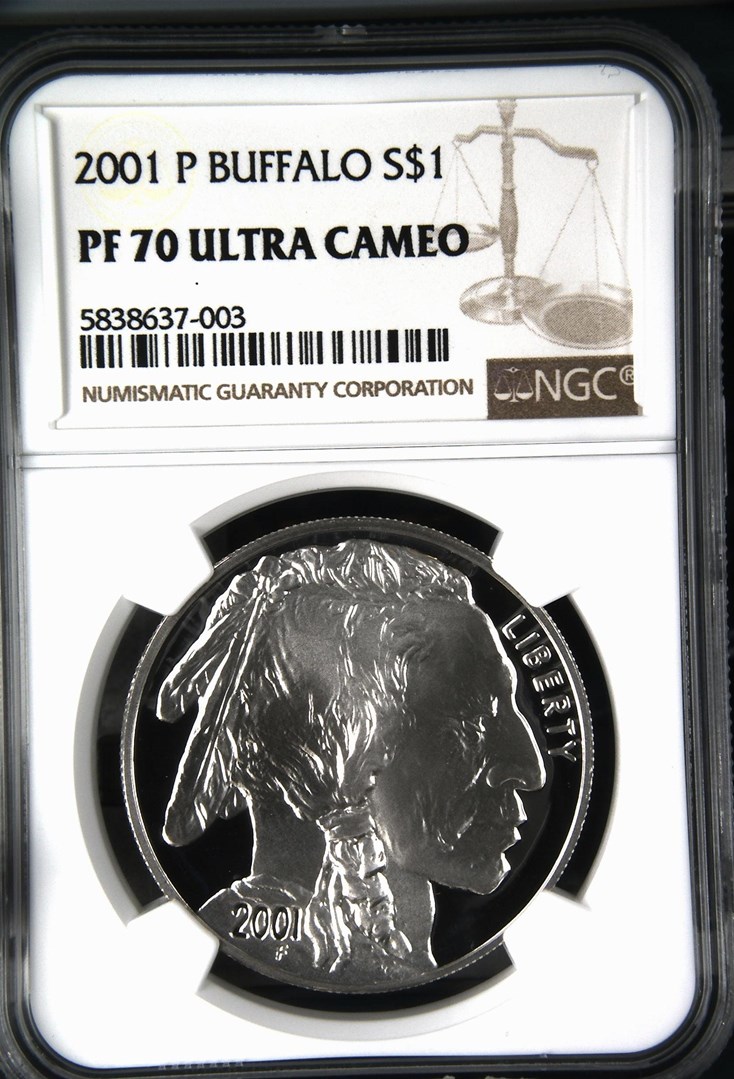 2001 P BUFFALO S$1
PF 70 ULTRA CAMEO
5838637-003
NUMISMATIC GUARANTY CORPORATION
NGC®
LIBERTY
2001
F